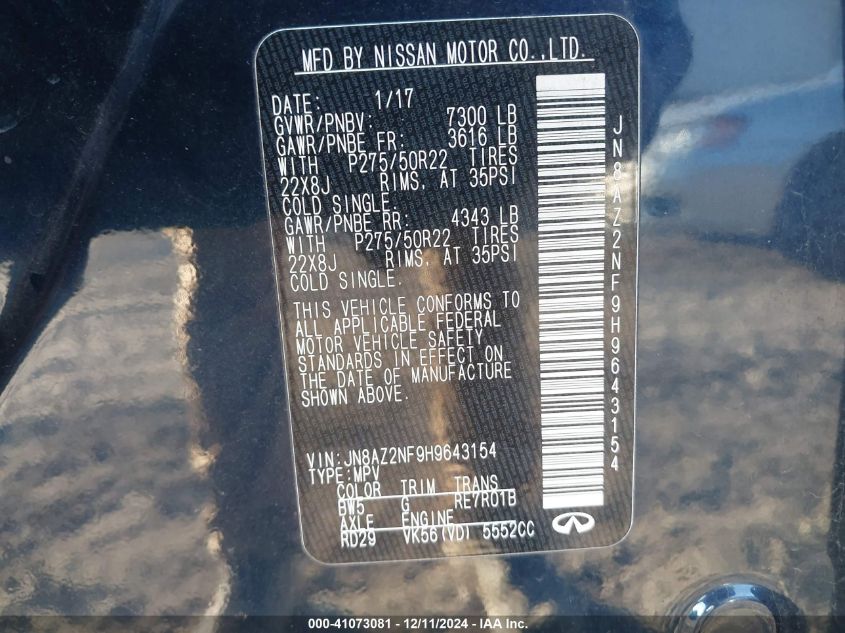 MFD BY NISSAN MOTOR CO.,LTD.
DATE: 1/17
GVWR/PNBV: 7300 LB
GAWR/PNBE FR: 3616 LB
WITH P275/50R22 TIRES
22X8J RIMS, AT 35PSI
COLD SINGLE.
GAWR/PNBE RR: 4343 LB
WITH P275/50R22 TIRES
22X8J RIMS, AT 35PSI
COLD SINGLE.
THIS VEHICLE CONFORMS TO
ALL APPLICABLE FEDERAL
MOTOR VEHICLE SAFETY
STANDARDS IN EFFECT ON
THE DATE OF MANUFACTURE
SHOWN ABOVE.
VIN:JN8AZ2NF9H9643154
TYPE:MPV
COLOR TRIM TRANS
BW5 G RE7R01B
AXLE ENGINE
RD29 VK56(VD) 5552CC
JN8AZ2NF9H9643154
000-41073081 - 12/11/2024 - IAA Inc.